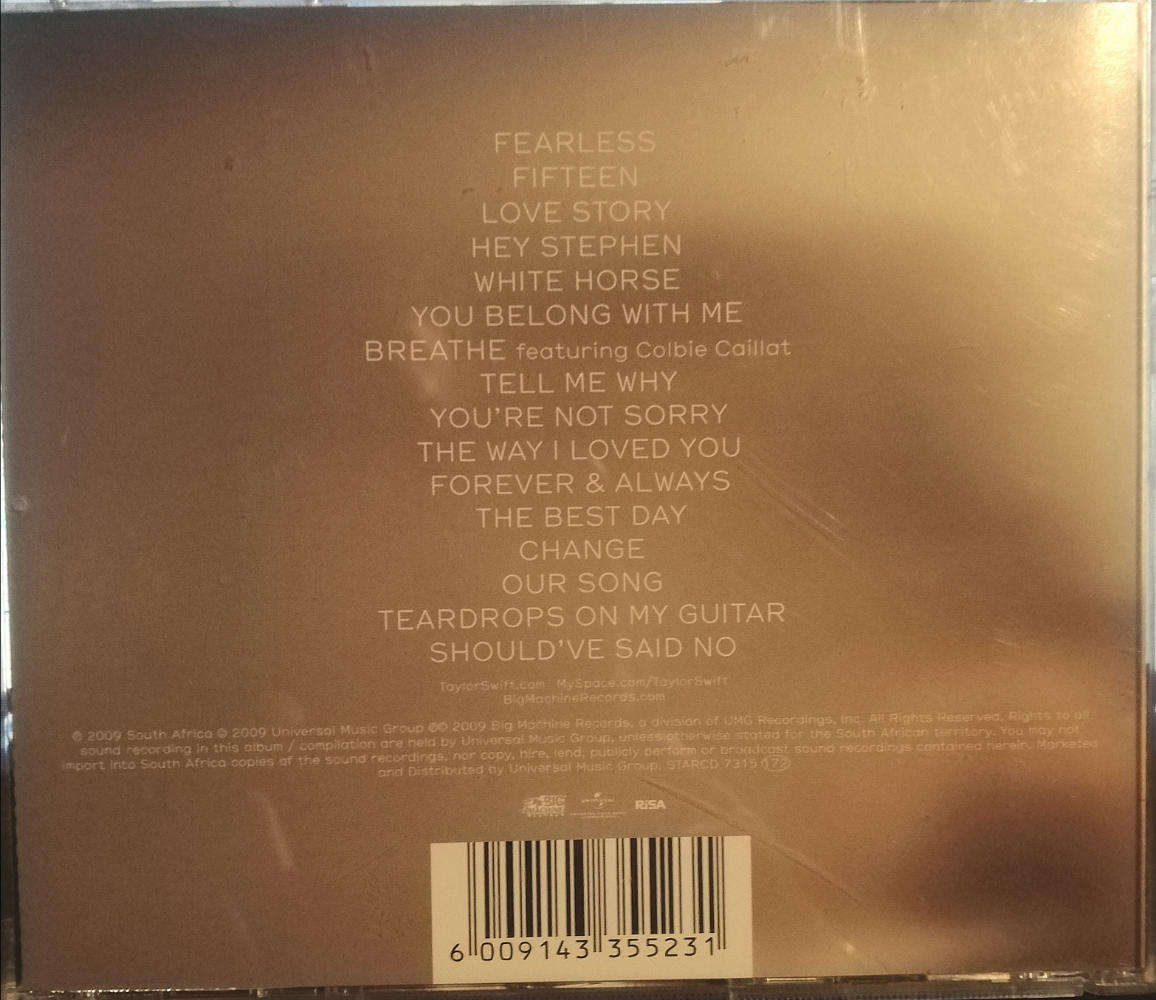 FEARLESS
FIFTEEN
LOVE STORY
HEY STEPHEN
WHITE HORSE
YOU BELONG WITH ME
BREATHE featuring Colbie Caillat
TELL ME WHY
YOU'RE NOT SORRY
THE WAY I LOVED YOU
FOREVER & ALWAYS
THE BEST DAY
CHANGE
OUR SONG
TEARDROPS ON MY GUITAR
SHOULD'VE SAID NO
TaylorSwift.com MySpace.com/TaylorSwift
BigMachineRecords.com
℗ 2009 South Africa © 2009 Universal Music Group ℗© 2009 Big Machine Records, a division of UMG Recordings, Inc. All Rights Reserved. Rights to all
sound recording in this album / compilation are held by Universal Music Group, unless otherwise stated for the South African territory. You may not
import into South Africa copies of the sound recordings, nor copy, hire, lend, publicly perform or broadcast sound recordings contained herein. Marketed
and Distributed by Universal Music Group. STARCD 7315 172
BIG MACHINE UNIVERSAL RiSA
6 009143 355231